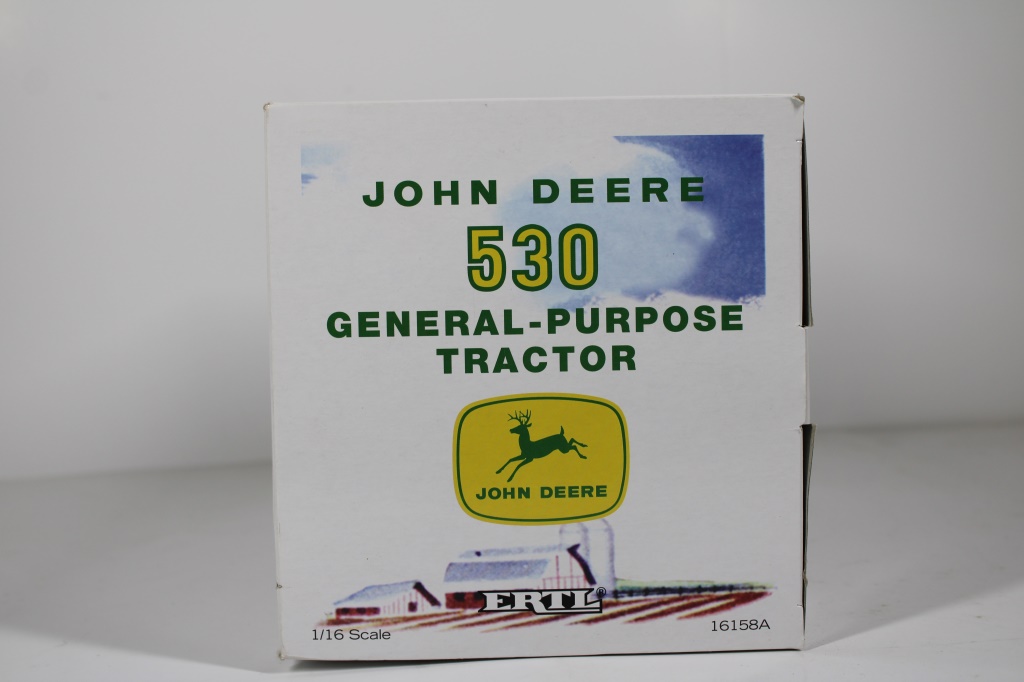 JOHN DEERE
530
GENERAL-PURPOSE
TRACTOR
JOHN DEERE
ERTL®
1/16 Scale
16158A